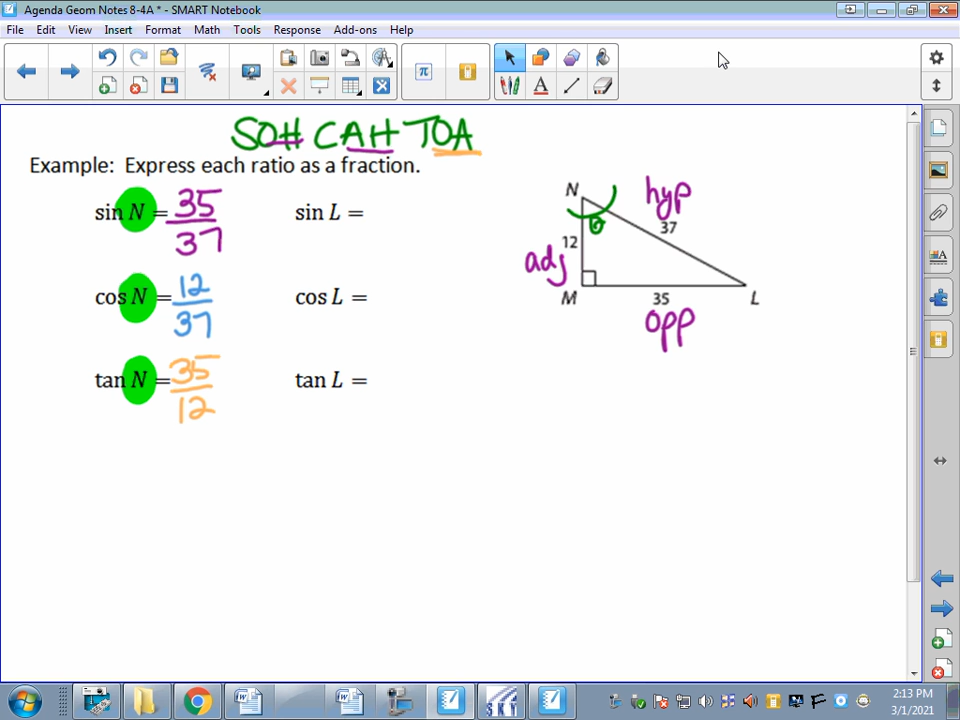 Agenda Geom Notes 8-4A * - SMART Notebook
File Edit View Insert Format Math Tools Response Add-ons Help
SOH CAH TOA
Example: Express each ratio as a fraction.
sin N = 35/37
sin L =
cos N = 12/37
cos L =
tan N = 35/12
tan L =
N
hyp
θ
37
12
adj
M
35
L
opp
2:13 PM
3/1/2021